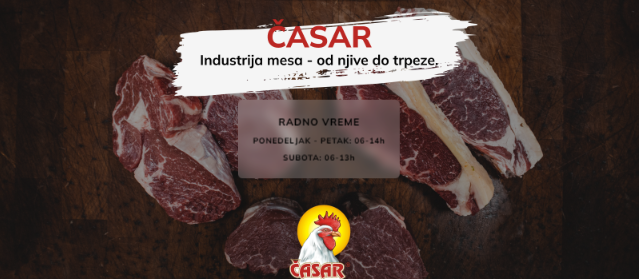 ČASAR
Industrija mesa - od njive do trpeze.
RADNO VREME
PONEDELJAK - PETAK: 06-14h
SUBOTA: 06-13h
ČASAR